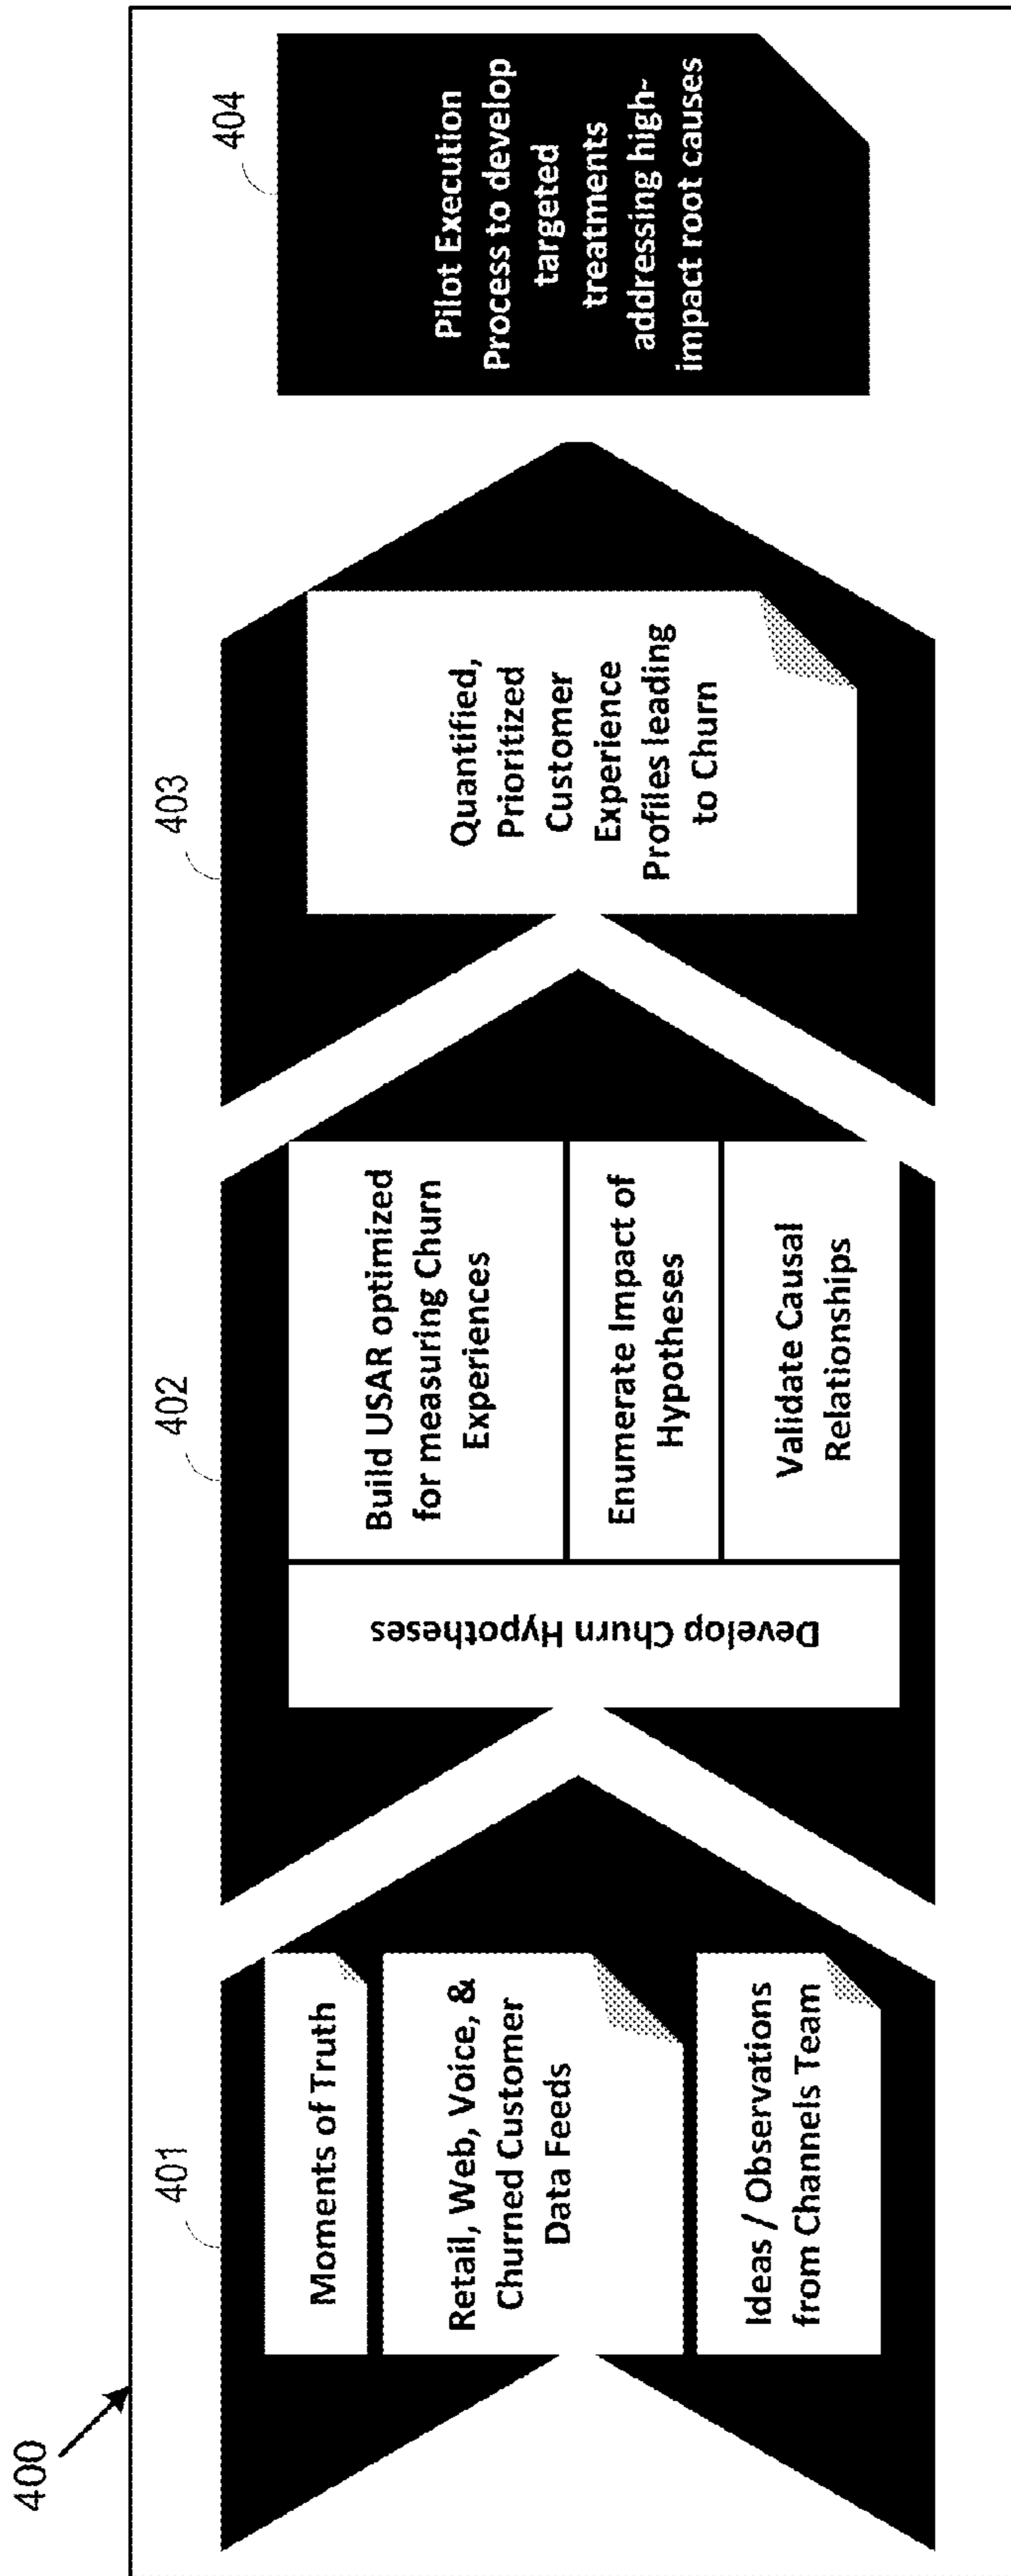 400
401
Moments of Truth
Retail, Web, Voice, &
Churned Customer
Data Feeds
Ideas / Observations
from Channels Team
402
Develop Churn Hypotheses
Build USAR optimized
for measuring Churn
Experiences
Enumerate Impact of
Hypotheses
Validate Causal
Relationships
403
Quantified,
Prioritized
Customer
Experience
Profiles leading
to Churn
404
Pilot Execution
Process to develop
targeted
treatments
addressing high-
impact root causes